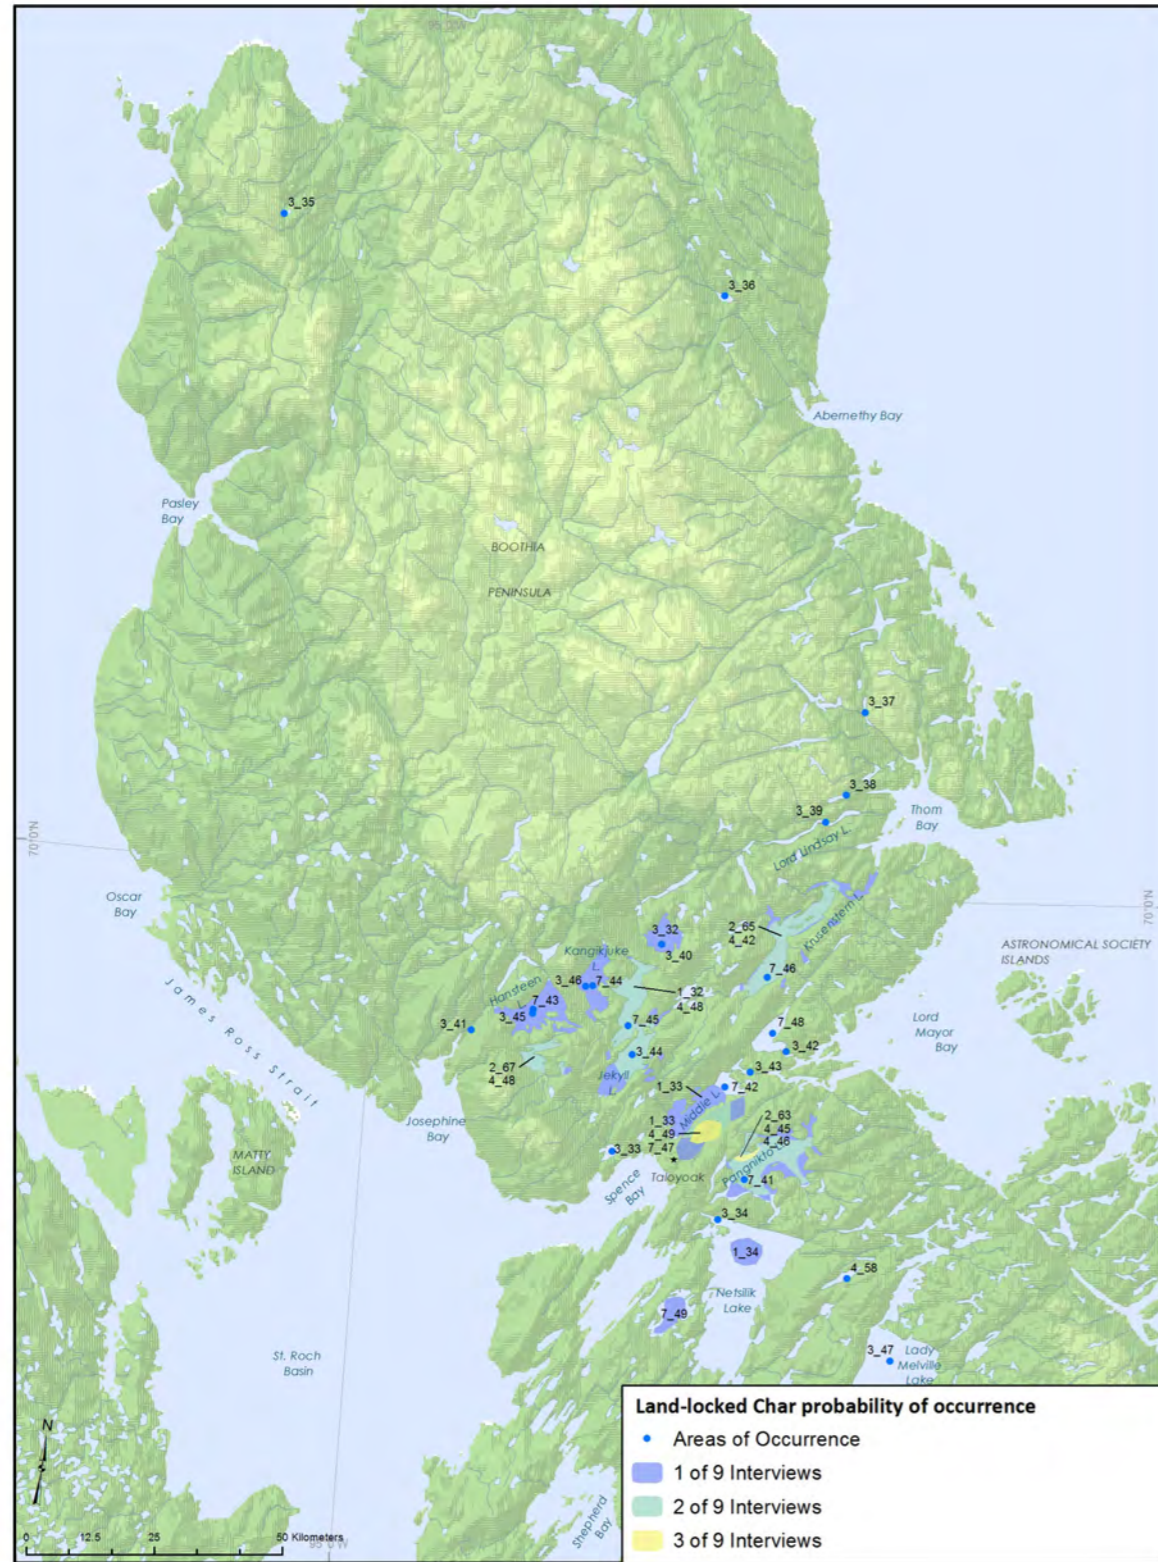 95°0'W
3_35
3_36
Abernethy Bay
Pasley
Bay
BOOTHIA
PENINSULA
3_37
3_38
3_39
Thom
Bay
Lord Lindsay L.
70°0'N
70°0'N
Oscar
Bay
Krusenstern L.
2_65
4_42
3_32
3_40
Kangikjuke
L.
ASTRONOMICAL SOCIETY
ISLANDS
7_46
3_46
7_44
1_32
4_48
Hansteen
L.
7_43
3_45
James Ross Strait
3_41
7_45
7_48
Lord
Mayor
Bay
3_42
3_44
3_43
2_67
4_48
Jekyll
L.
7_42
1_33
Middle L.
Josephine
Bay
1_33
4_49
7_47
2_63
4_45
4_46
MATTY
ISLAND
3_33
Taloyoak
7_41
Spence
Bay
3_34
1_34
4_58
Netsilik
Lake
7_49
3_47
Lady
Melville
Lake
St. Roch
Basin
Shepherd
Bay
N
0 12.5 25 50 Kilometers
95°0'W
Land-locked Char probability of occurrence
Areas of Occurrence
1 of 9 Interviews
2 of 9 Interviews
3 of 9 Interviews